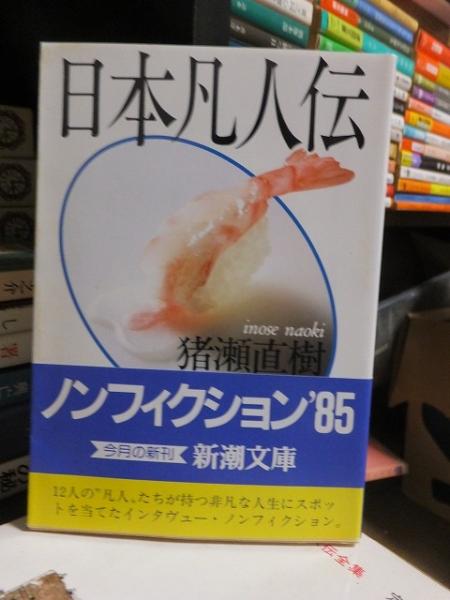 日本凡人伝
inose naoki
猪瀬直樹
ノンフィクション'85
今月の新刊
新潮文庫
12人の〝凡人〟たちが持つ非凡な人生にスポッ
トを当てたインタヴュー・ノンフィクション。
伝全集